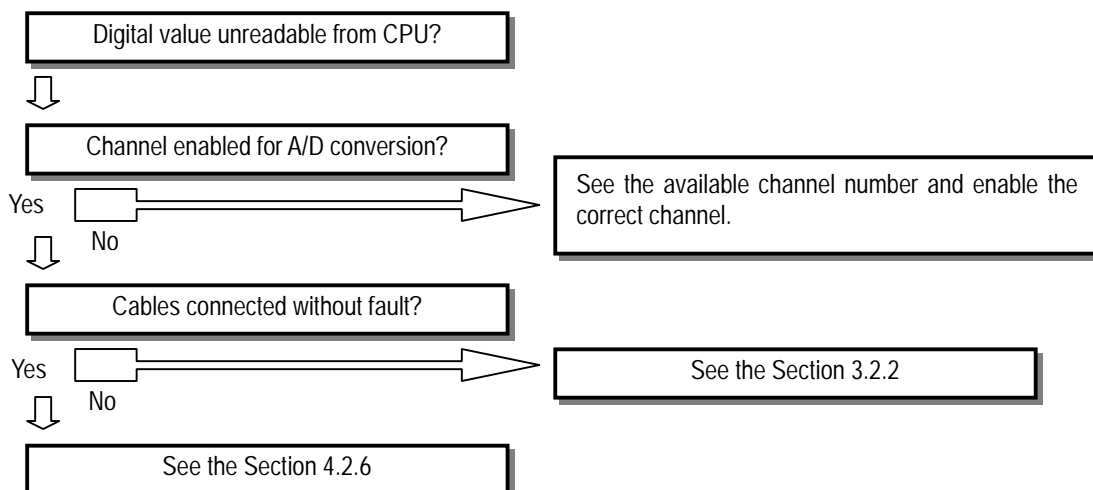 Digital value unreadable from CPU?
Channel enabled for A/D conversion?
See the available channel number and enable the
correct channel.
Yes
No
Cables connected without fault?
Yes
No
See the Section 3.2.2
See the Section 4.2.6